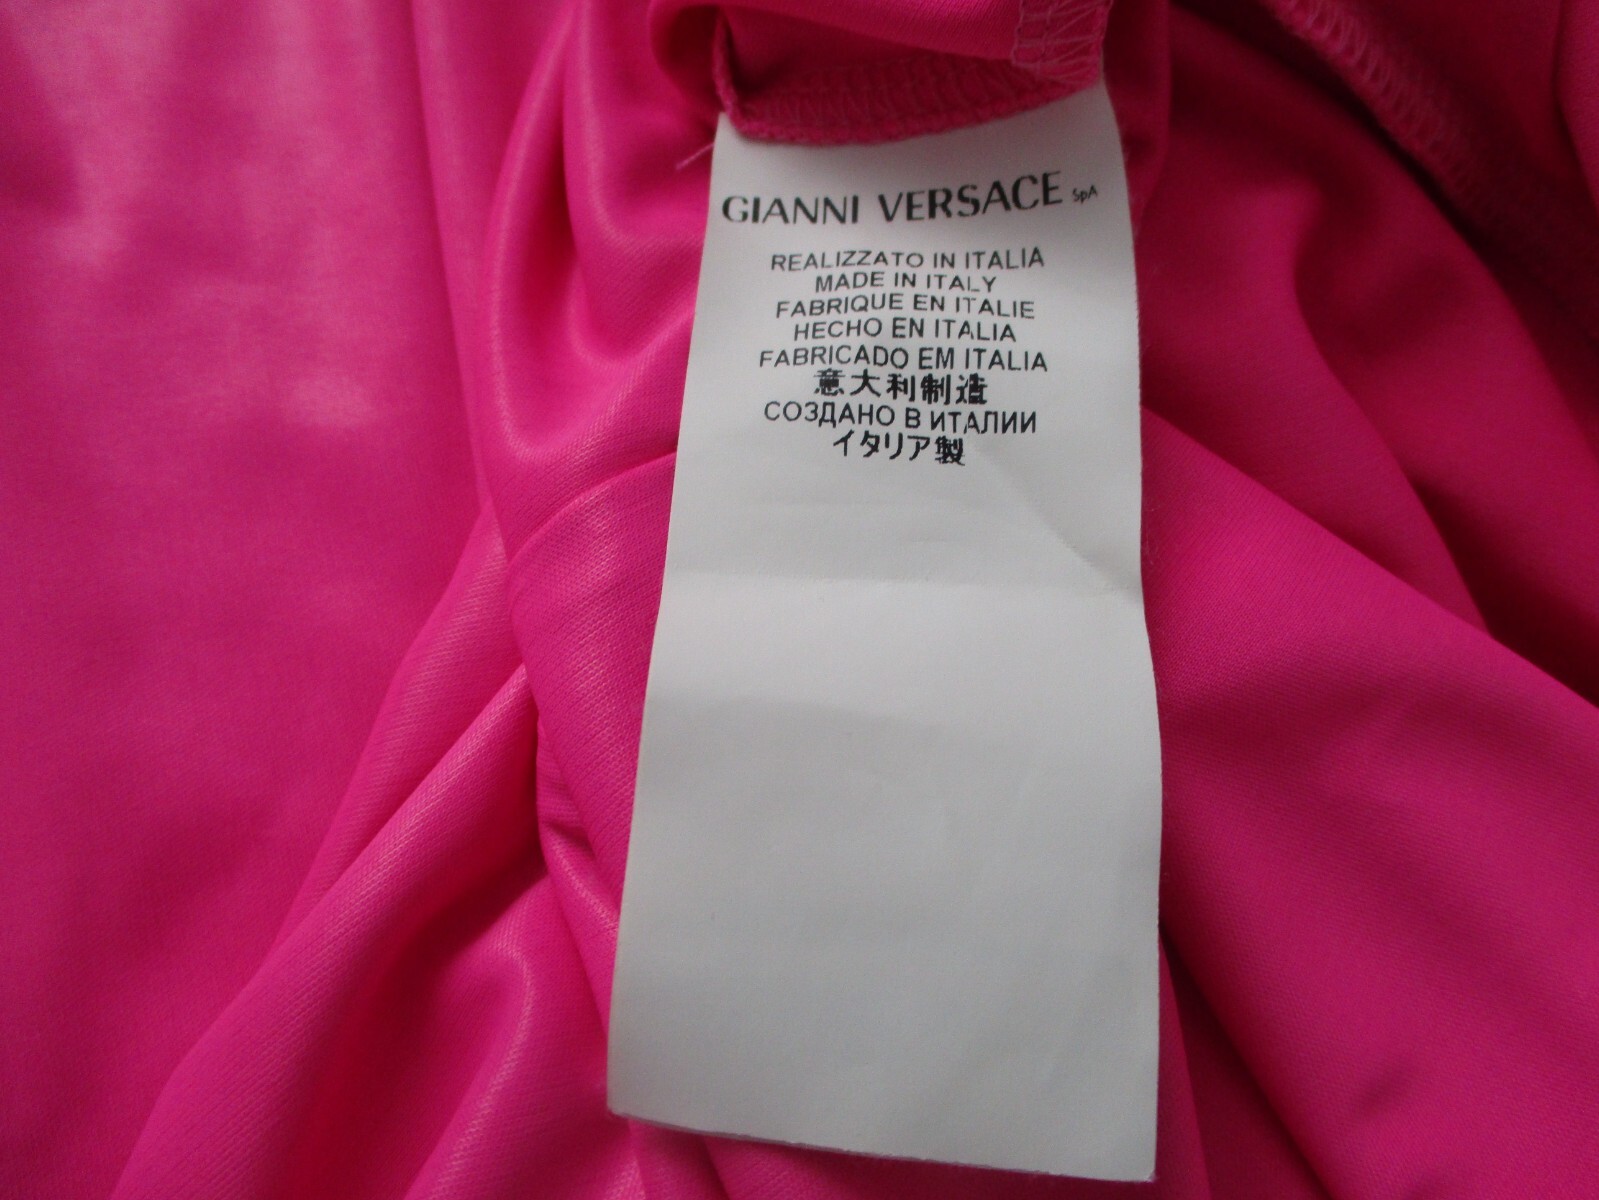 GIANNI VERSACE SpA
REALIZZATO IN ITALIA
MADE IN ITALY
FABRIQUE EN ITALIE
HECHO EN ITALIA
FABRICADO EM ITALIA
意大利制造
СОЗДАНО В ИТАЛИИ
イタリア製